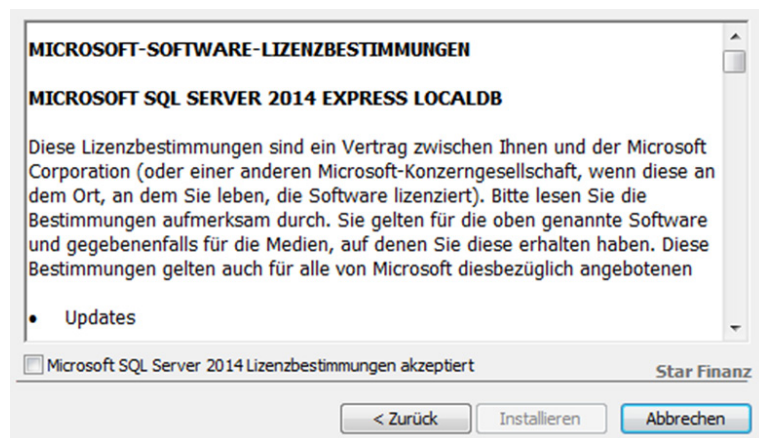 MICROSOFT-SOFTWARE-LIZENZBESTIMMUNGEN
MICROSOFT SQL SERVER 2014 EXPRESS LOCALDB
Diese Lizenzbestimmungen sind ein Vertrag zwischen Ihnen und der Microsoft
Corporation (oder einer anderen Microsoft-Konzerngesellschaft, wenn diese an
dem Ort, an dem Sie leben, die Software lizenziert). Bitte lesen Sie die
Bestimmungen aufmerksam durch. Sie gelten für die oben genannte Software
und gegebenenfalls für die Medien, auf denen Sie diese erhalten haben. Diese
Bestimmungen gelten auch für alle von Microsoft diesbezüglich angebotenen
• Updates
Microsoft SQL Server 2014 Lizenzbestimmungen akzeptiert
Star Finanz
< Zurück Installieren Abbrechen